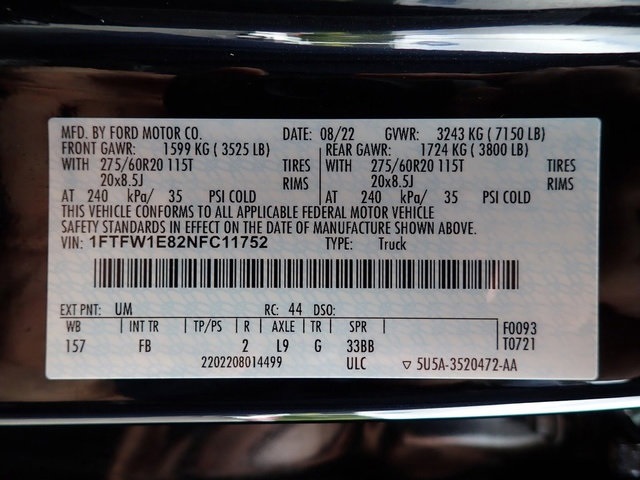 MFD. BY FORD MOTOR CO. DATE: 08/22 GVWR: 3243 KG ( 7150 LB)
FRONT GAWR: 1599 KG ( 3525 LB) REAR GAWR: 1724 KG ( 3800 LB)
WITH 275/60R20 115T TIRES WITH 275/60R20 115T TIRES
20x8.5J RIMS 20x8.5J RIMS
AT 240 kPa/ 35 PSI COLD AT 240 kPa/ 35 PSI COLD
THIS VEHICLE CONFORMS TO ALL APPLICABLE FEDERAL MOTOR VEHICLE
SAFETY STANDARDS IN EFFECT ON THE DATE OF MANUFACTURE SHOWN ABOVE.
VIN: 1FTFW1E82NFC11752 TYPE: Truck
EXT PNT: UM RC: 44 DSO:
WB INT TR TP/PS R AXLE TR SPR F0093
157 FB 2 L9 G 33BB T0721
2202208014499 ULC ▽ 5U5A-3520472-AA